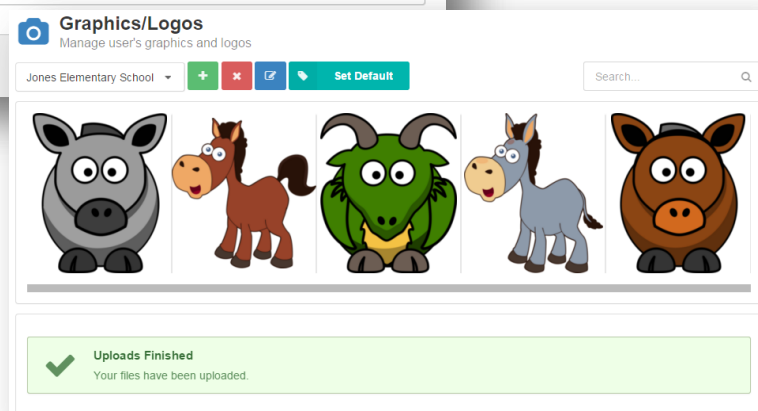 Graphics/Logos
Manage user's graphics and logos
Jones Elementary School
Set Default
Search...
Uploads Finished
Your files have been uploaded.